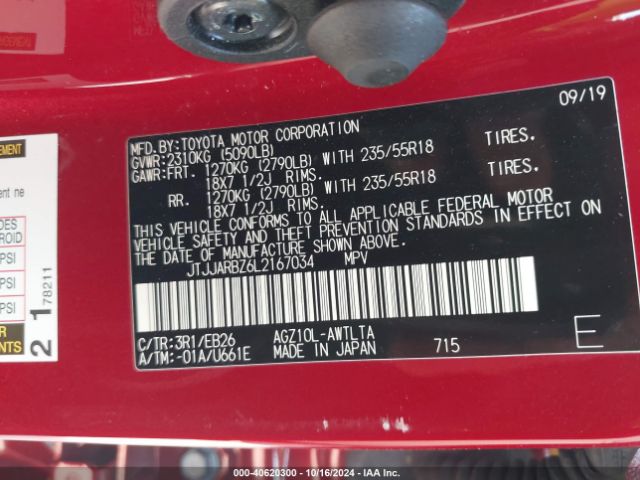 09/19
MFD.BY:TOYOTA MOTOR CORPORATION
GVWR:2310KG (5090LB)
GAWR:FRT. 1270KG (2790LB) WITH 235/55R18 TIRES.
18X7 1/2J RIMS.
RR. 1270KG (2790LB) WITH 235/55R18 TIRES.
18X7 1/2J RIMS.
THIS VEHICLE CONFORMS TO ALL APPLICABLE FEDERAL MOTOR
VEHICLE SAFETY AND THEFT PREVENTION STANDARDS IN EFFECT ON
THE DATE OF MANUFACTURE SHOWN ABOVE.
JTJJARBZ6L2167034 MPV
C/TR:3R1/EB26 AGZ10L-AWTLTA
A/TM:-01A/U661E MADE IN JAPAN 715 E
ent ne
PSI
PSI
21
78211
000-40620300 - 10/16/2024 - IAA Inc.